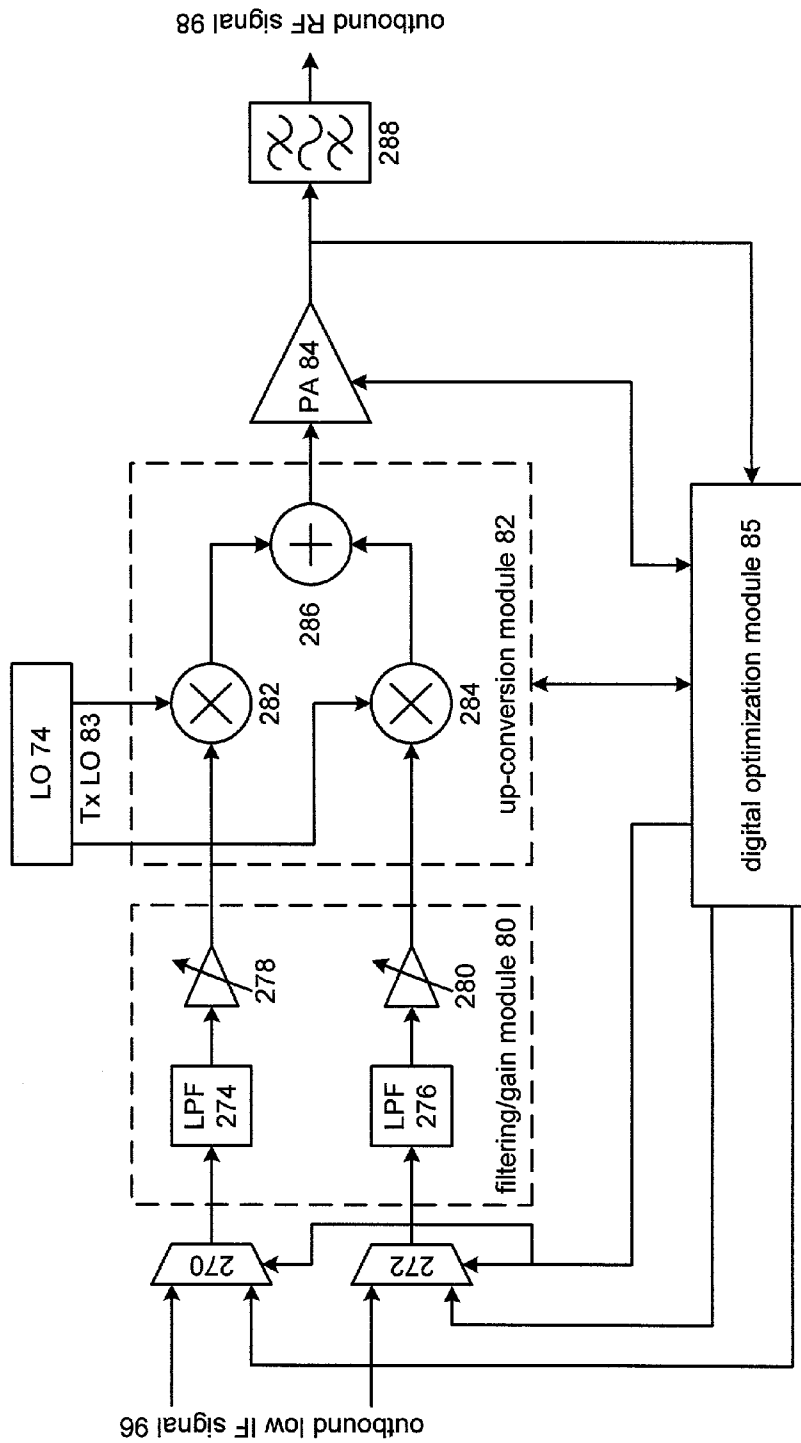 outbound low IF signal 96
270
272
LPF
274
LPF
276
278
280
filtering/gain module 80
LO 74
Tx LO 83
282
284
286
up-conversion module 82
PA 84
288
outbound RF signal 98
digital optimization module 85